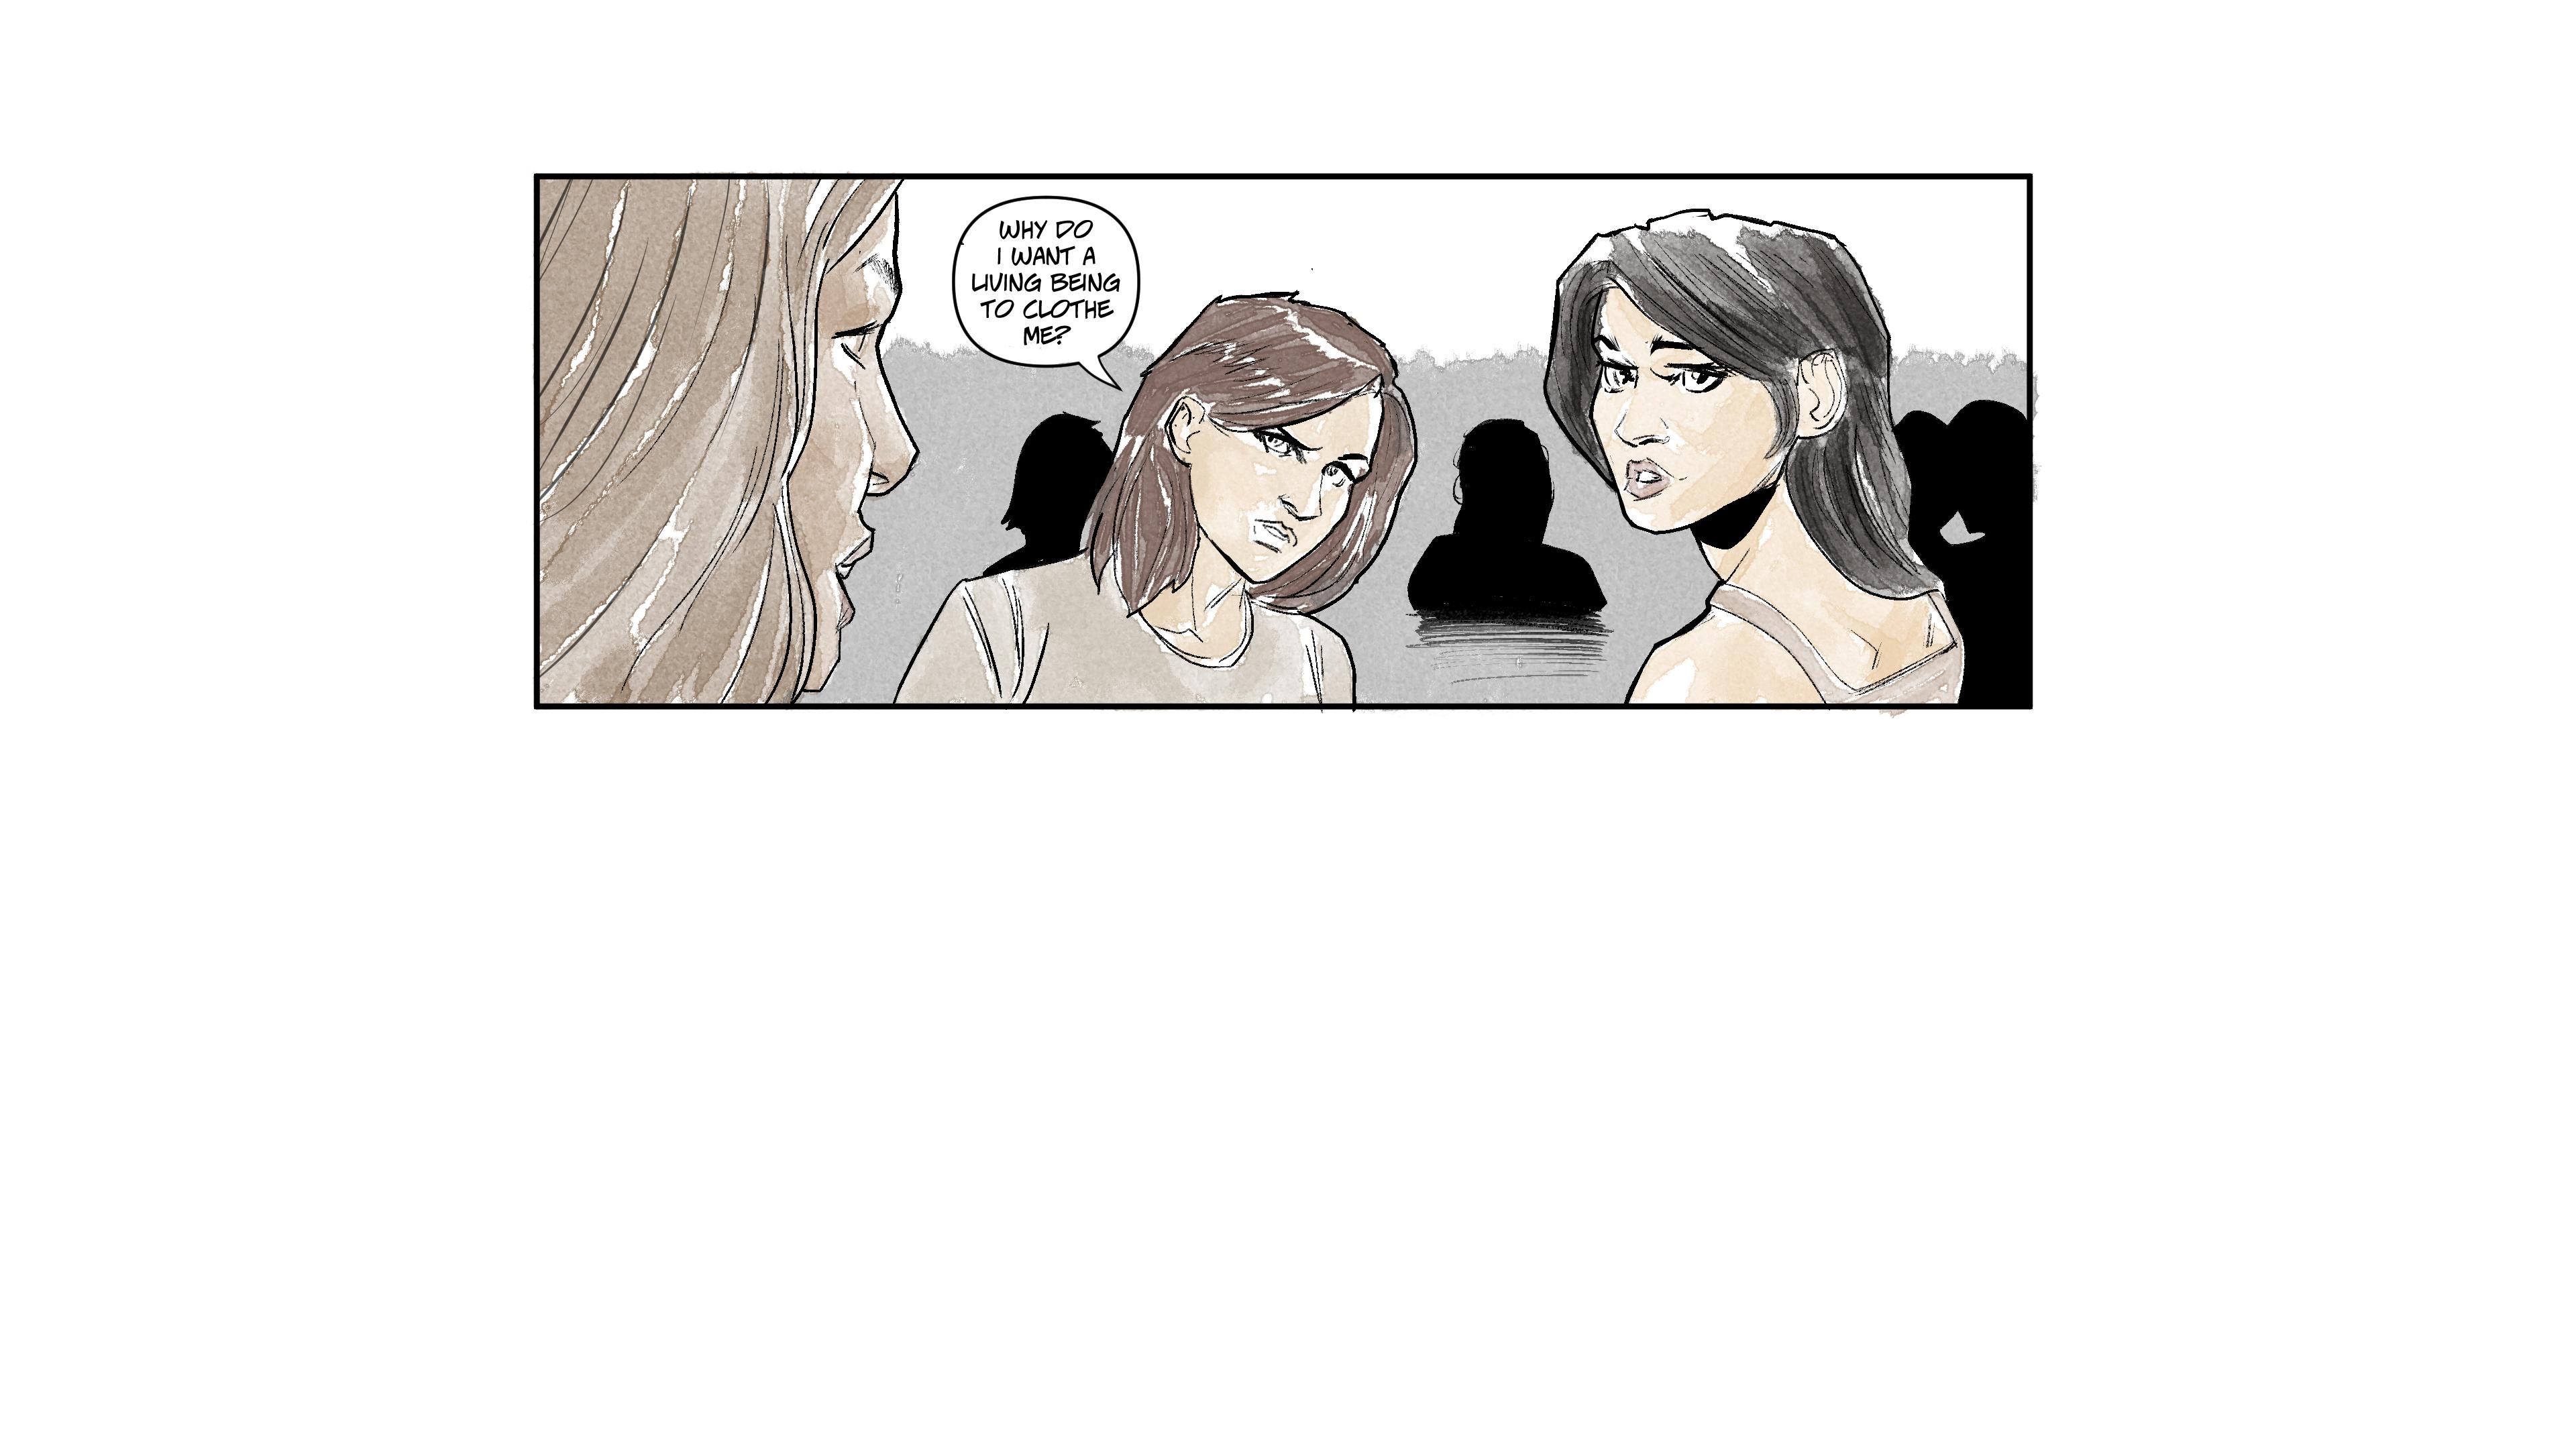 WHY DO
I WANT A
LIVING BEING
TO CLOTHE
ME?